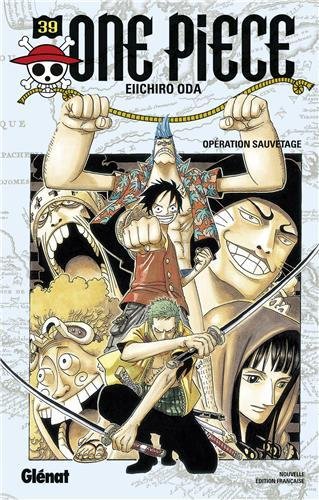 39
ONE PIECE
EIICHIRO ODA
OPÉRATION SAUVETAGE
Glénat
NOUVELLE
ÉDITION FRANÇAISE